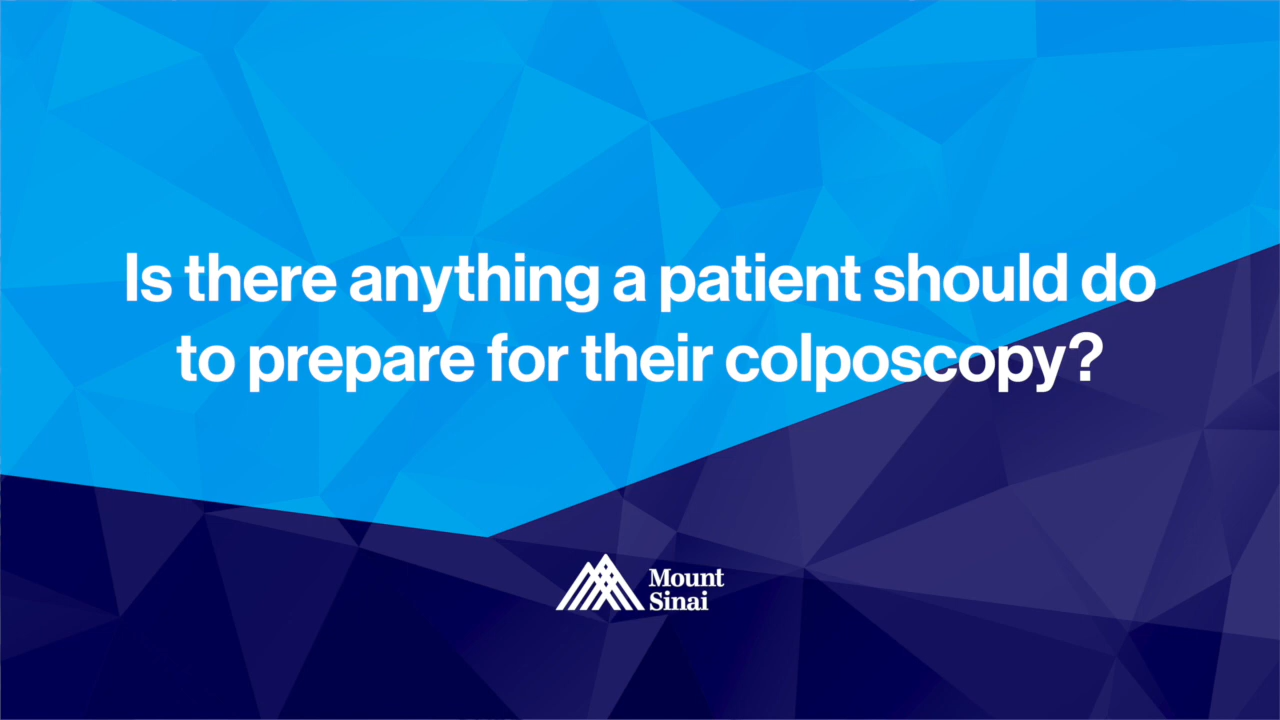 Is there anything a patient should do
to prepare for their colposcopy?
Mount
Sinai